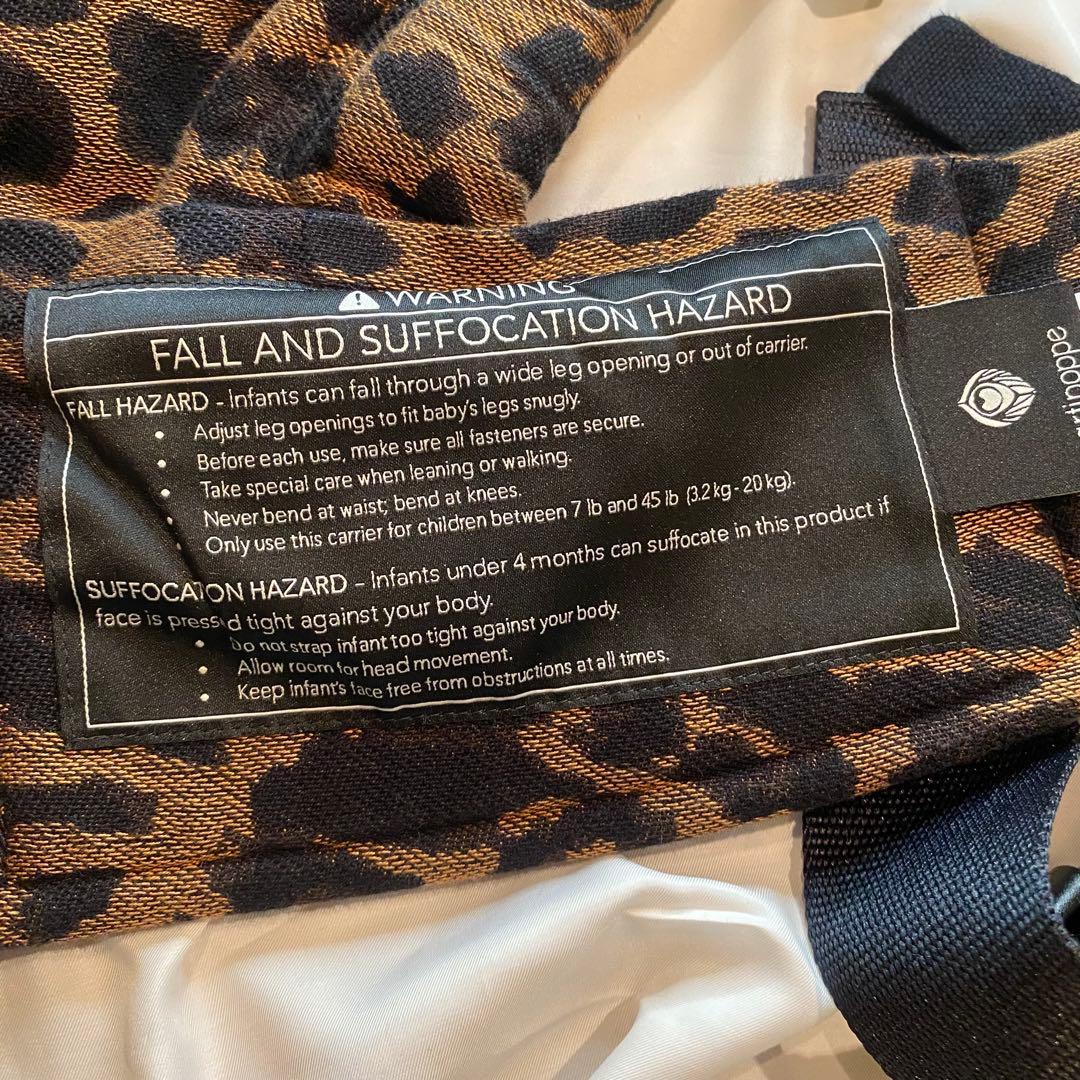 WARNING
FALL AND SUFFOCATION HAZARD
FALL HAZARD - Infants can fall through a wide leg opening or out of carrier.
• Adjust leg openings to fit baby's legs snugly.
• Before each use, make sure all fasteners are secure.
• Take special care when leaning or walking.
• Never bend at waist; bend at knees.
• Only use this carrier for children between 7 lb and 45 lb (3.2 kg - 20 kg).
SUFFOCATION HAZARD - Infants under 4 months can suffocate in this product if
face is pressed tight against your body.
• Do not strap infant too tight against your body.
• Allow room for head movement.
• Keep infant's face free from obstructions at all times.